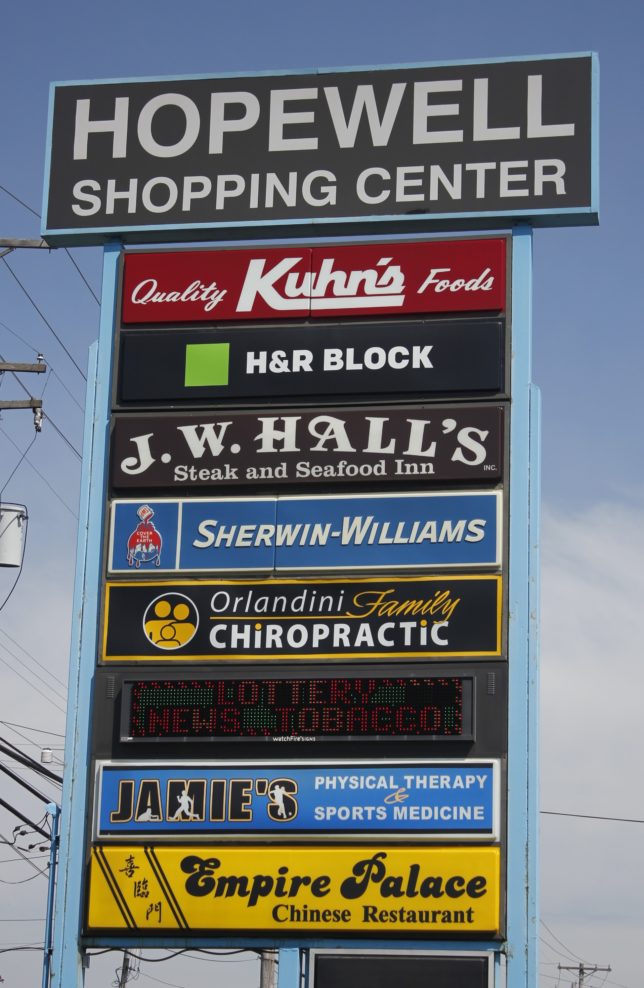 HOPEWELL
SHOPPING CENTER
Quality Kuhn's Foods
H&R BLOCK
J.W. HALL'S
Steak and Seafood Inn INC.
COVER THE EARTH
SHERWIN-WILLIAMS
Orlandini Family
CHiROPRACTiC
LOTTERY
NEWS TOBACCO
watchfiresigns
JAMIE'S
PHYSICAL THERAPY
&
SPORTS MEDICINE
喜臨門
Empire Palace
Chinese Restaurant